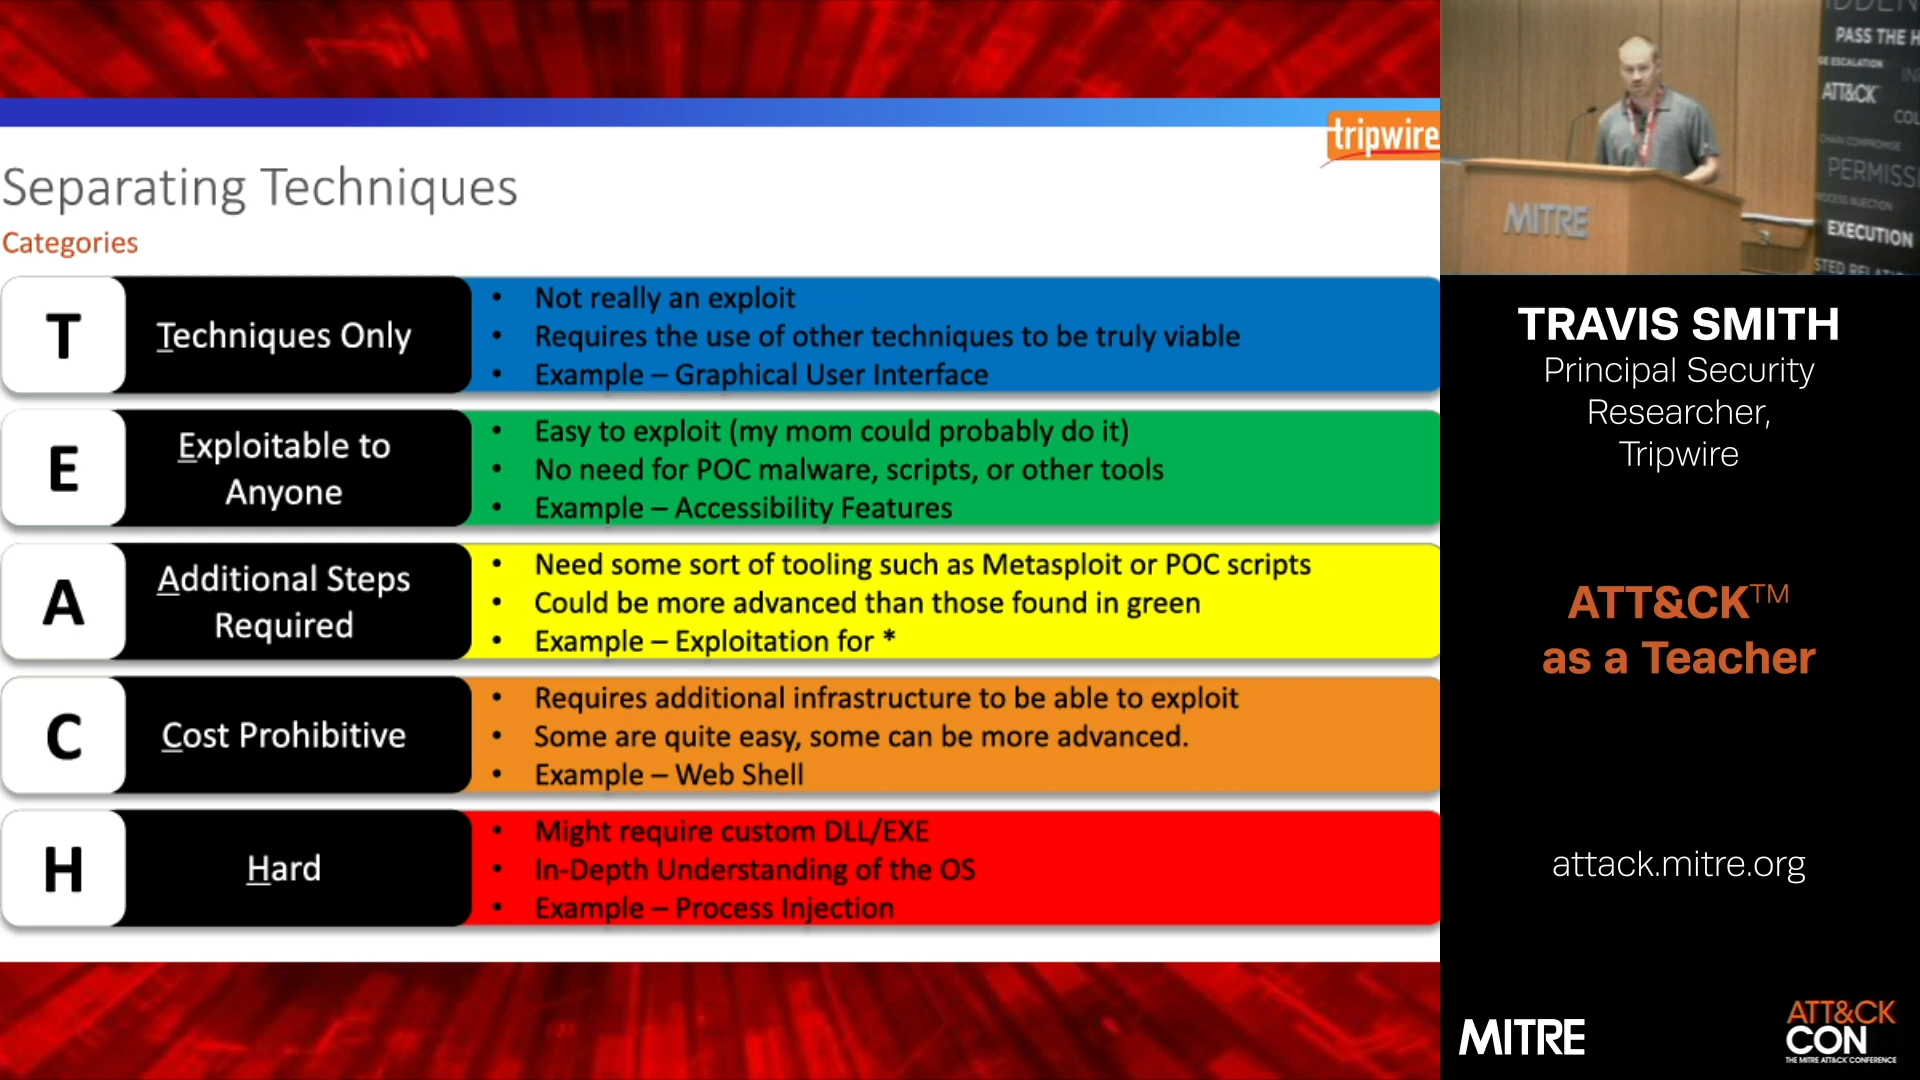 tripwire
Separating Techniques
Categories
T
Techniques Only
• Not really an exploit
• Requires the use of other techniques to be truly viable
• Example – Graphical User Interface
E
Exploitable to
Anyone
• Easy to exploit (my mom could probably do it)
• No need for POC malware, scripts, or other tools
• Example – Accessibility Features
A
Additional Steps
Required
• Need some sort of tooling such as Metasploit or POC scripts
• Could be more advanced than those found in green
• Example – Exploitation for *
C
Cost Prohibitive
• Requires additional infrastructure to be able to exploit
• Some are quite easy, some can be more advanced.
• Example – Web Shell
H
Hard
• Might require custom DLL/EXE
• In-Depth Understanding of the OS
• Example – Process Injection
PASS THE H
ESCALATION
ATT&CK
COL
CHAIN COMPROMISE
PERMISS
INJECTION
EXECUTION
MITRE
TRAVIS SMITH
Principal Security
Researcher,
Tripwire
ATT&CK™
as a Teacher
attack.mitre.org
MITRE
ATT&CK
CON
THE MITRE ATT&CK CONFERENCE